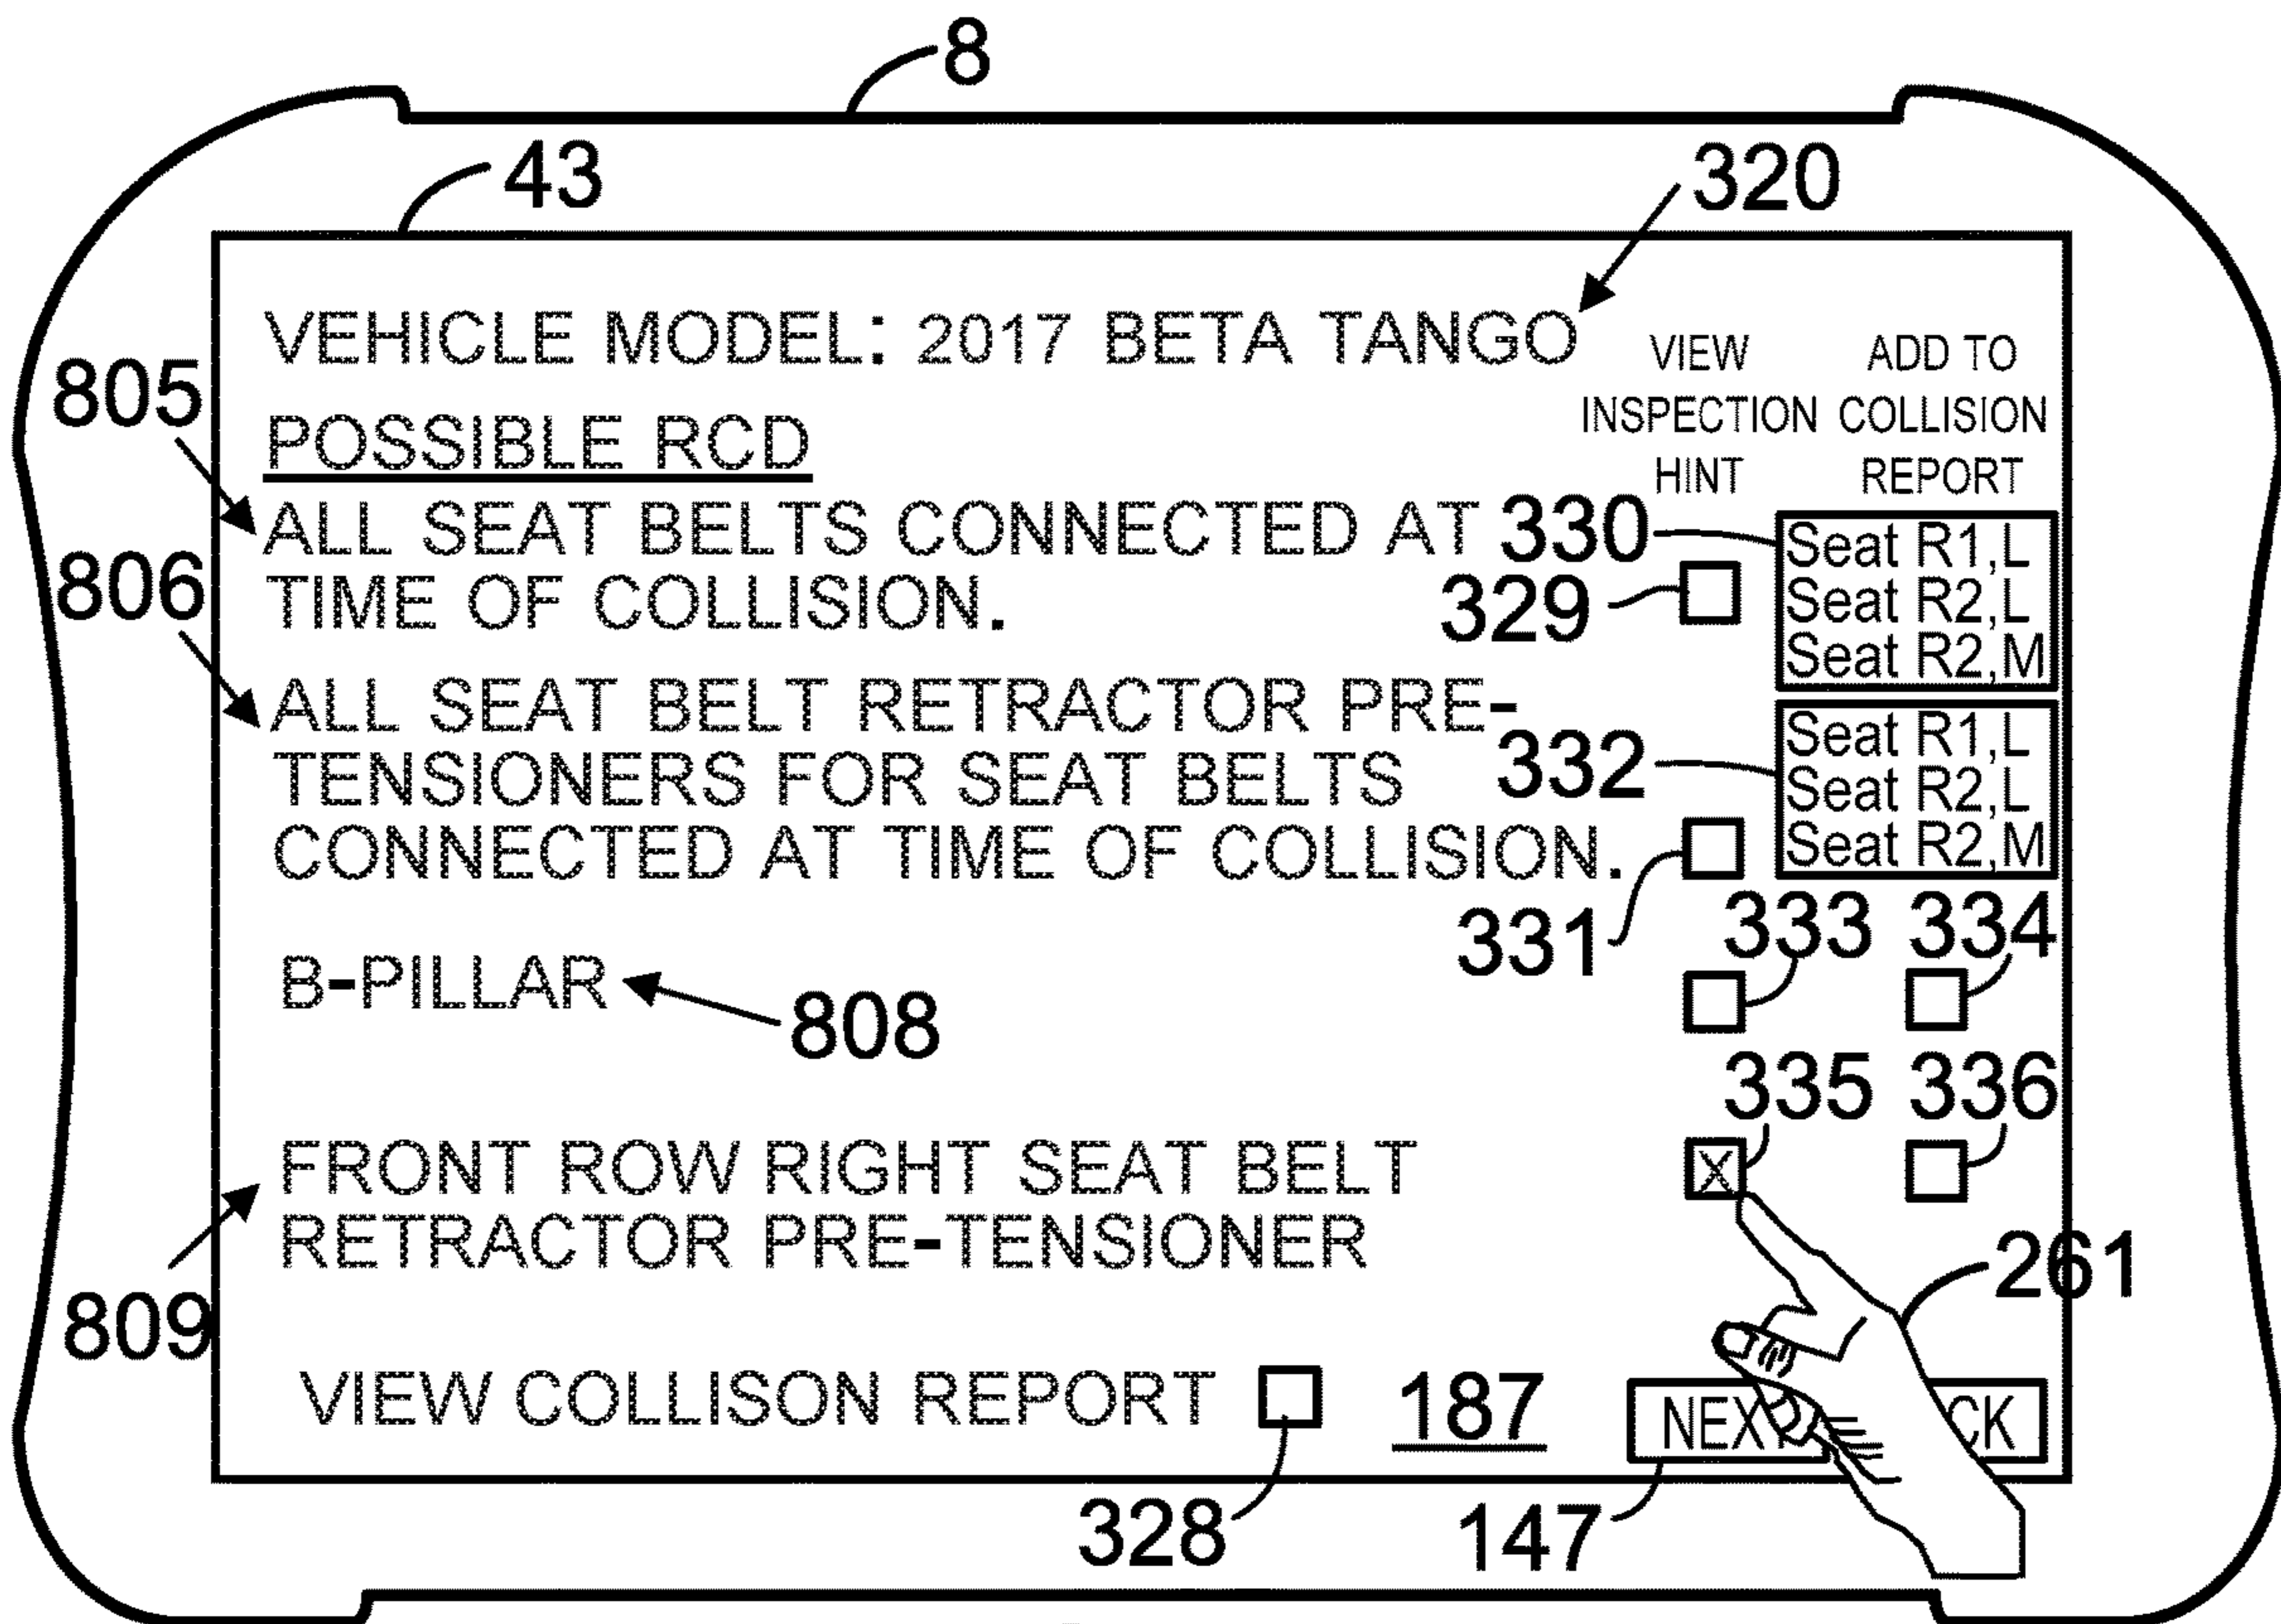 8
43
320
VEHICLE MODEL: 2017 BETA TANGO
VIEW
INSPECTION
HINT
ADD TO
COLLISION
REPORT
805
POSSIBLE RCD
ALL SEAT BELTS CONNECTED AT
TIME OF COLLISION.
330
329
Seat R1,L
Seat R2,L
Seat R2,M
806
ALL SEAT BELT RETRACTOR PRE-
TENSIONERS FOR SEAT BELTS
CONNECTED AT TIME OF COLLISION.
332
331
Seat R1,L
Seat R2,L
Seat R2,M
333
334
B-PILLAR
808
335
336
X
FRONT ROW RIGHT SEAT BELT
RETRACTOR PRE-TENSIONER
809
261
VIEW COLLISON REPORT
187
NEX
CK
328
147